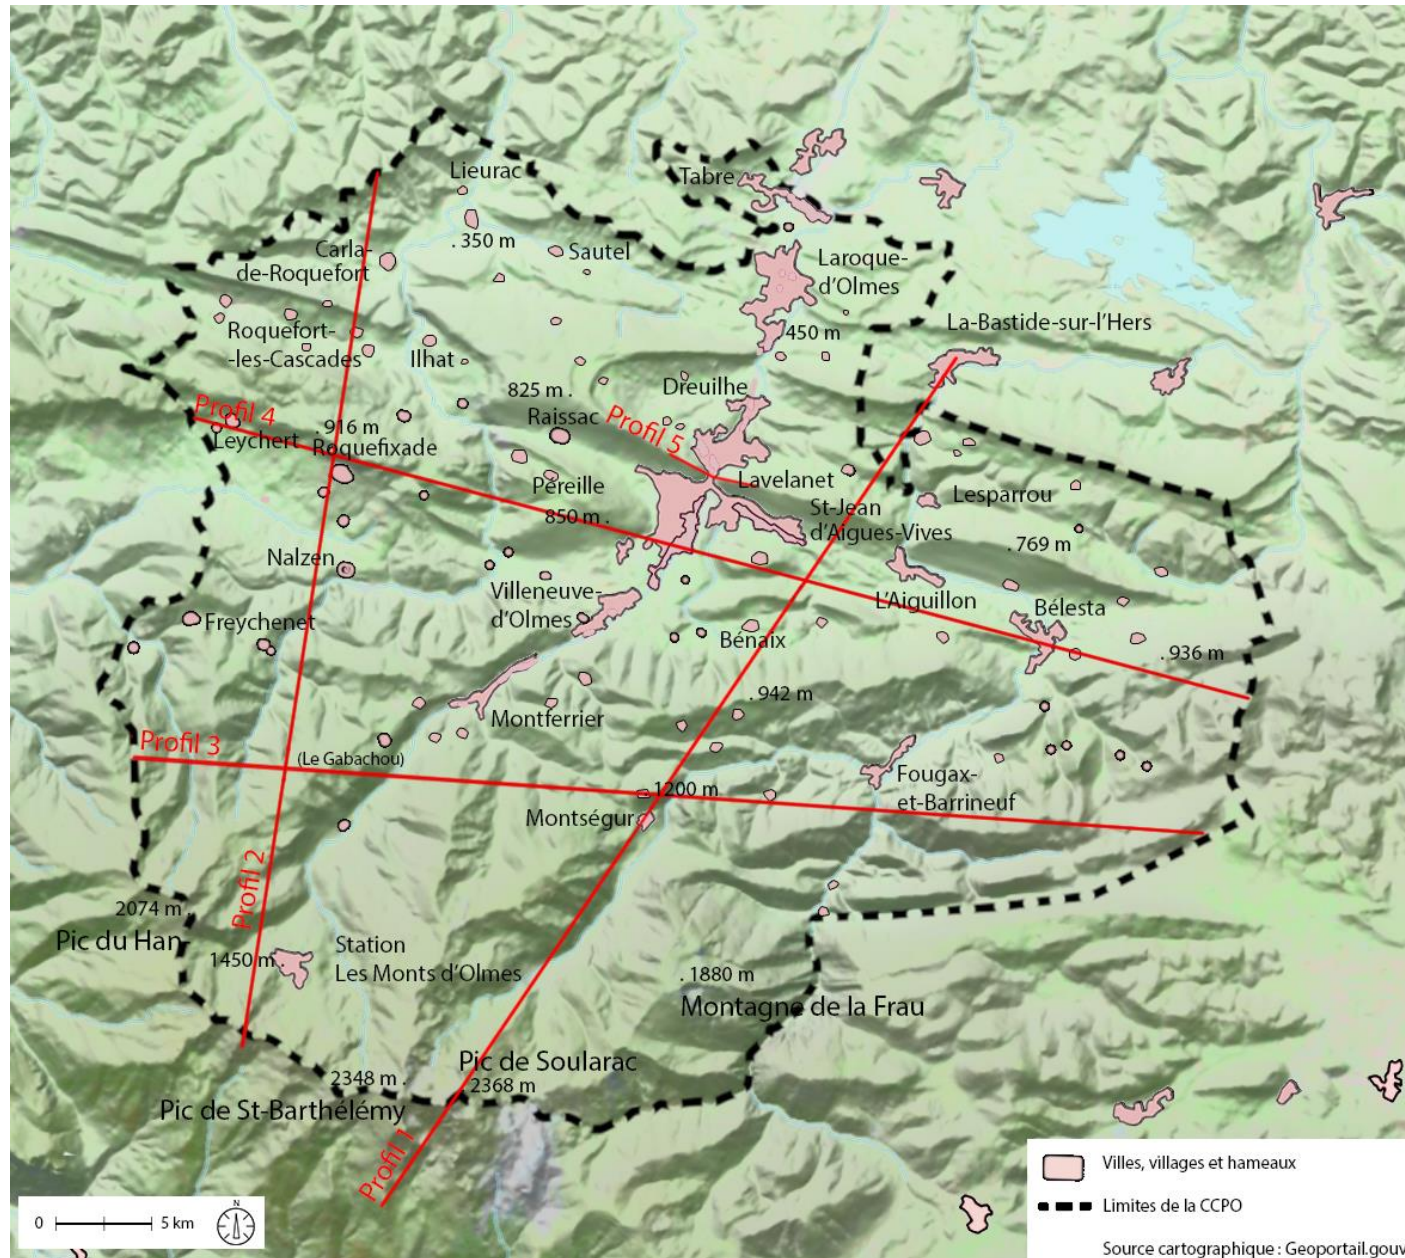 Lieurac
Tabre
. 350 m
Carla-
de-Roquefort
Sautel
Laroque-
d'Olmes
Roquefort-
-les-Cascades
Ilhat
450 m
La-Bastide-sur-l'Hers
825 m .
Dreuilhe
Raissac
Profil 5
Profil 4
Leychert
. 916 m
Roquefixade
Péreille
850 m .
Lavelanet
St-Jean
d'Aigues-Vives
Lesparrou
. 769 m
Nalzen
Villeneuve-
d'Olmes
L'Aiguillon
Bélesta
Freychenet
Bénaix
. 936 m
. 942 m
Montferrier
Profil 3
(Le Gabachou)
1200 m
Montségur
Fougax-
et-Barrineuf
Profil 2
2074 m .
Pic du Han
1450 m .
Station
Les Monts d'Olmes
. 1880 m
Montagne de la Frau
Pic de Soularac
2348 m .
. 2368 m
Pic de St-Barthélémy
Profil 1
Villes, villages et hameaux
Limites de la CCPO
Source cartographique : Geoportail.gouv
0
5 km
N